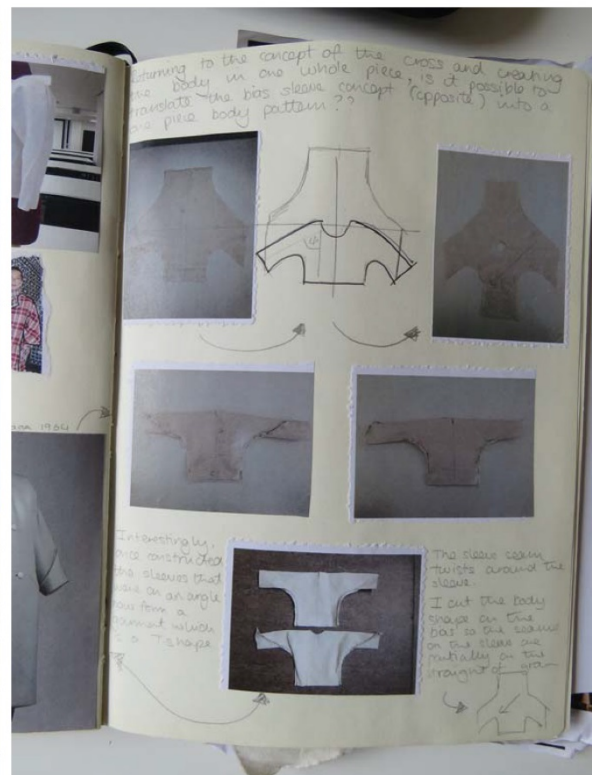 Returning to the concept of the cross and creating
the body in one whole piece, is it possible to
translate the bias sleeve concept (opposite) into a
one piece body pattern??
1964
Interestingly,
once constructed
the sleeves that
were on an angle
now form a
garment which
is a T shape
The sleeve seam
twists around the
sleeve.
I cut the body
shape on the
bias so the seams
on the sleeve are
partially on the
straight of grain